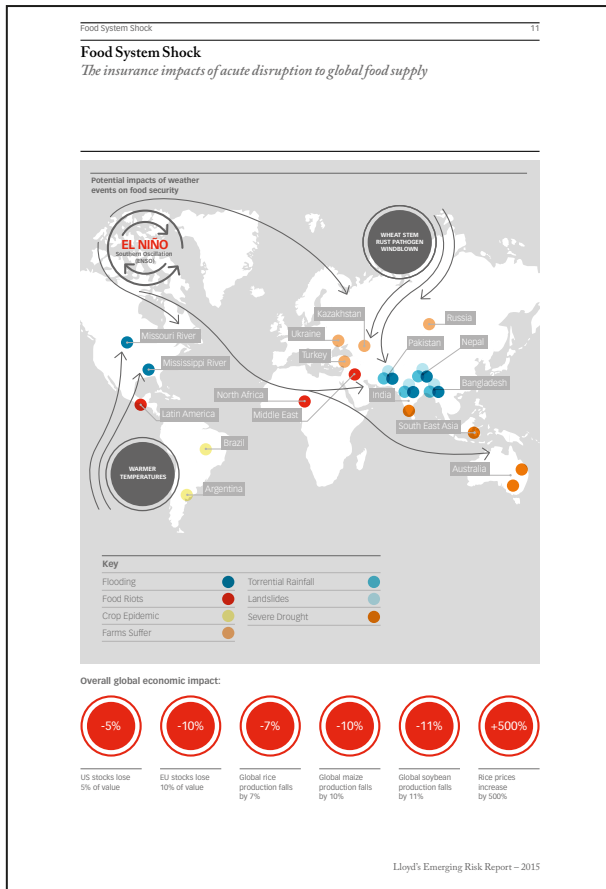 Food System Shock 11
Food System Shock
The insurance impacts of acute disruption to global food supply
Potential impacts of weather
events on food security
EL NIÑO
Southern Oscillation
(ENSO)
WHEAT STEM
RUST PATHOGEN
WINDBLOWN
Kazakhstan
Russia
Missouri River
Ukraine
Pakistan
Nepal
Turkey
Mississippi River
Bangladesh
North Africa
India
Latin America
Middle East
South East Asia
Brazil
WARMER
TEMPERATURES
Australia
Argentina
Key
Flooding
Torrential Rainfall
Food Riots
Landslides
Crop Epidemic
Severe Drought
Farms Suffer
Overall global economic impact:
-5%
-10%
-7%
-10%
-11%
+500%
US stocks lose
5% of value
EU stocks lose
10% of value
Global rice
production falls
by 7%
Global maize
production falls
by 10%
Global soybean
production falls
by 11%
Rice prices
increase
by 500%
Lloyd's Emerging Risk Report – 2015